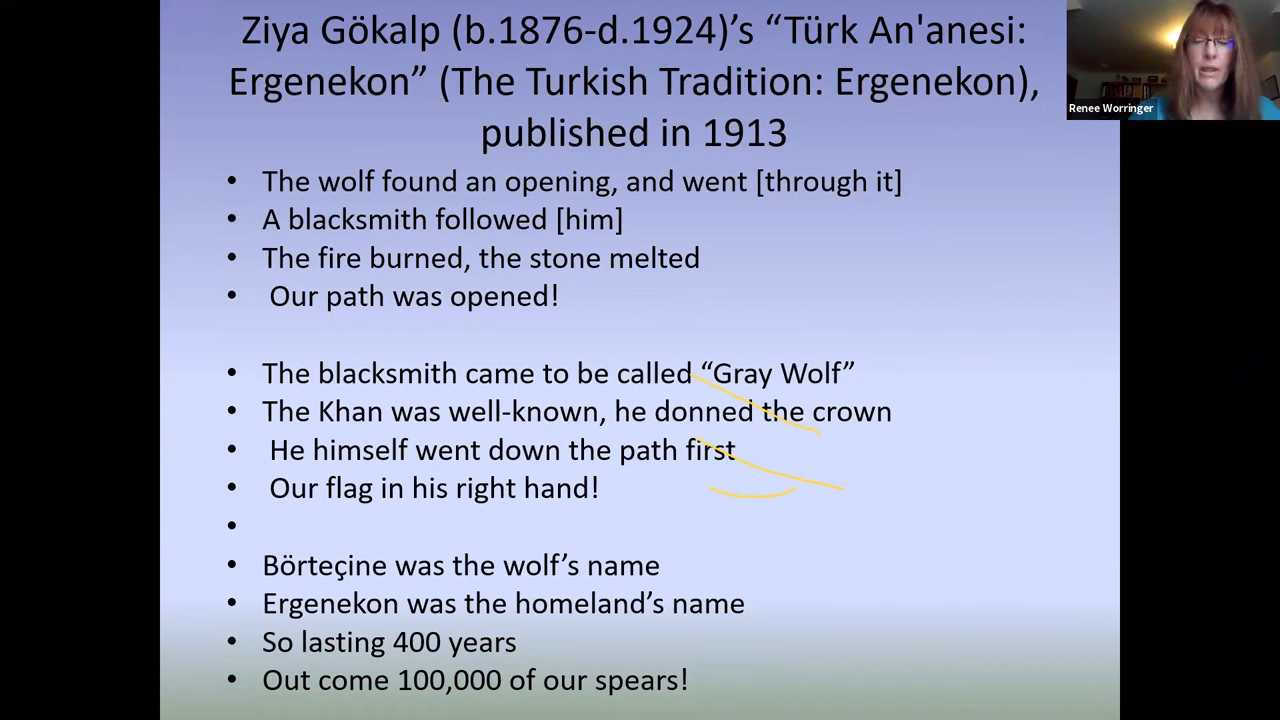 Ziya Gökalp (b.1876-d.1924)’s “Türk An'anesi:
Ergenekon” (The Turkish Tradition: Ergenekon),
published in 1913
Renee Worringer
• The wolf found an opening, and went [through it]
• A blacksmith followed [him]
• The fire burned, the stone melted
• Our path was opened!
• The blacksmith came to be called “Gray Wolf”
• The Khan was well-known, he donned the crown
• He himself went down the path first
• Our flag in his right hand!
•
• Börteçine was the wolf’s name
• Ergenekon was the homeland’s name
• So lasting 400 years
• Out come 100,000 of our spears!